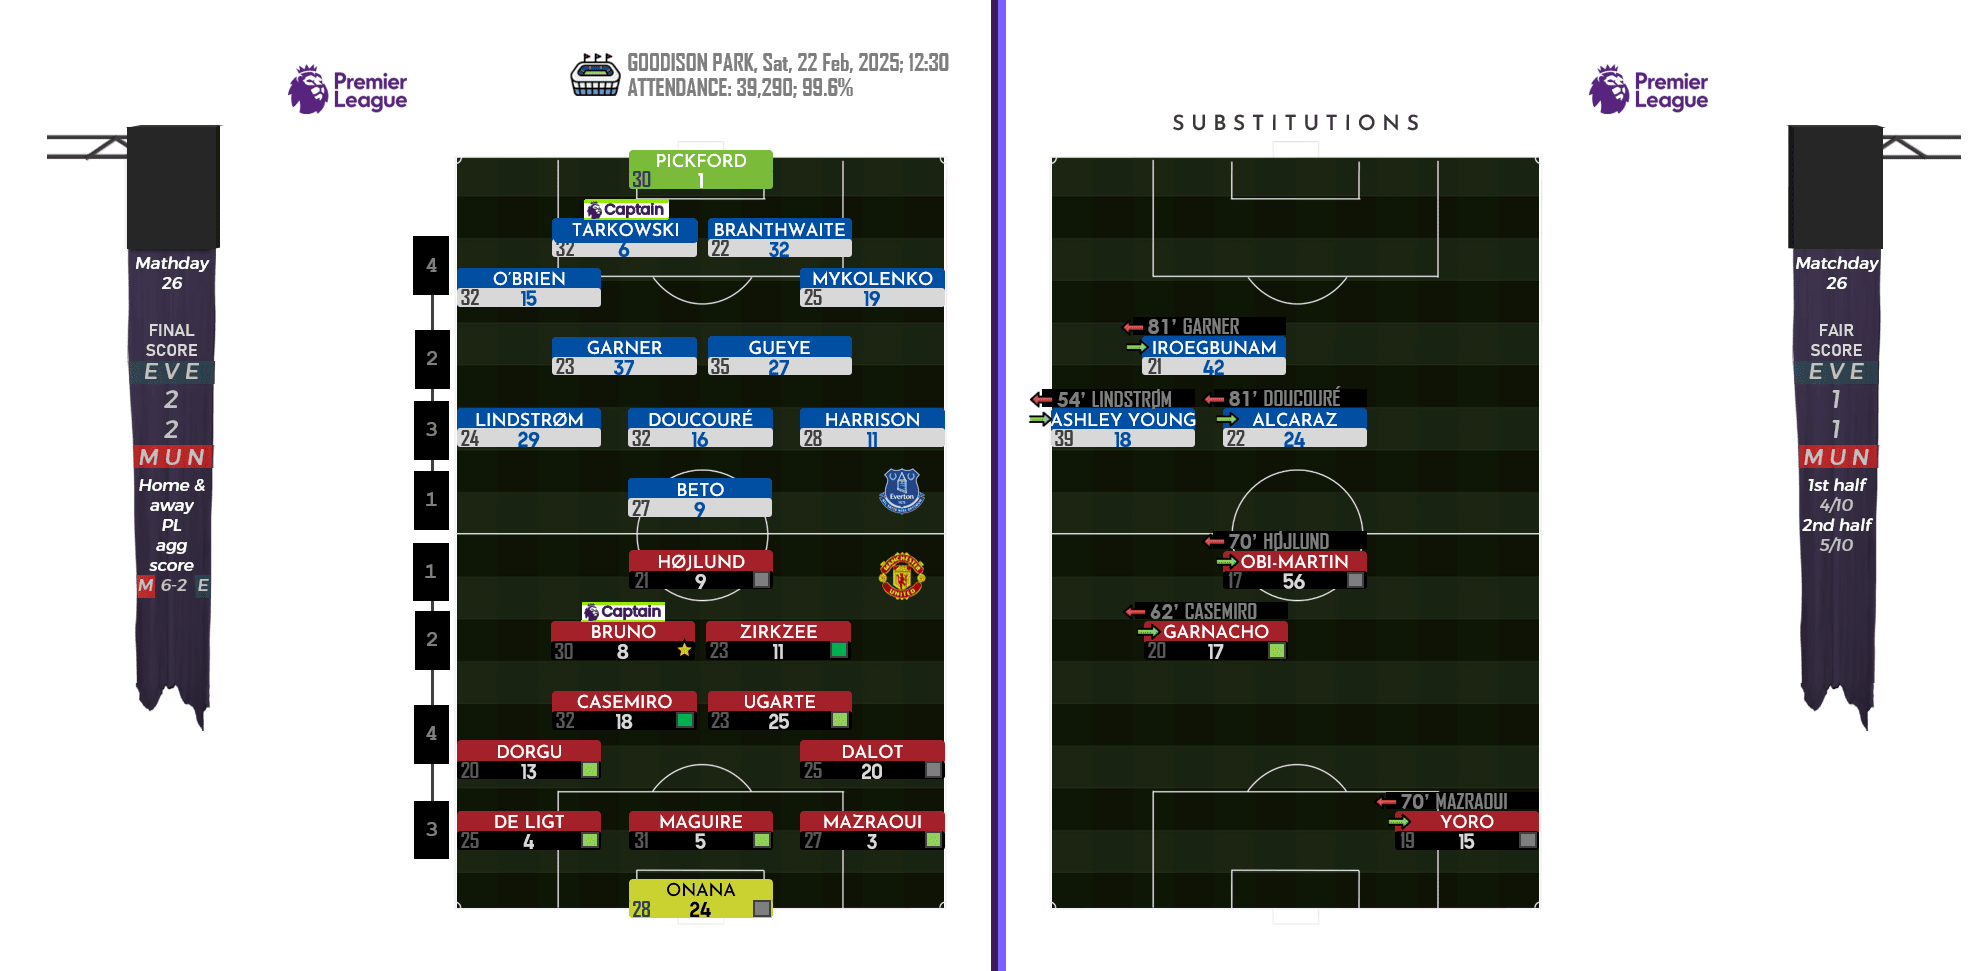 Premier
League
GOODISON PARK, Sat, 22 Feb, 2025; 12:30
ATTENDANCE: 39,290; 99.6%
Mathday
26
FINAL
SCORE
EVE
2
2
MUN
Home &
away
PL
agg
score
M 6-2 E
4
2
3
1
1
2
4
3
PICKFORD
30 1
Captain
TARKOWSKI
32 6
BRANTHWAITE
22 32
O'BRIEN
32 15
MYKOLENKO
25 19
GARNER
23 37
GUEYE
35 27
LINDSTRØM
24 29
DOUCOURÉ
32 16
HARRISON
28 11
BETO
27 9
Everton
HØJLUND
21 9
MANCHESTER
UNITED
Captain
BRUNO
30 8
ZIRKZEE
23 11
CASEMIRO
32 18
UGARTE
23 25
DORGU
20 13
DALOT
25 20
DE LIGT
25 4
MAGUIRE
31 5
MAZRAOUI
27 3
ONANA
28 24
SUBSTITUTIONS
Premier
League
81' GARNER
IROEGBUNAM
21 42
54' LINDSTRØM
ASHLEY YOUNG
39 18
81' DOUCOURÉ
ALCARAZ
22 24
70' HØJLUND
OBI-MARTIN
17 56
62' CASEMIRO
GARNACHO
20 17
70' MAZRAOUI
YORO
19 15
Matchday
26
FAIR
SCORE
EVE
1
1
MUN
1st half
4/10
2nd half
5/10